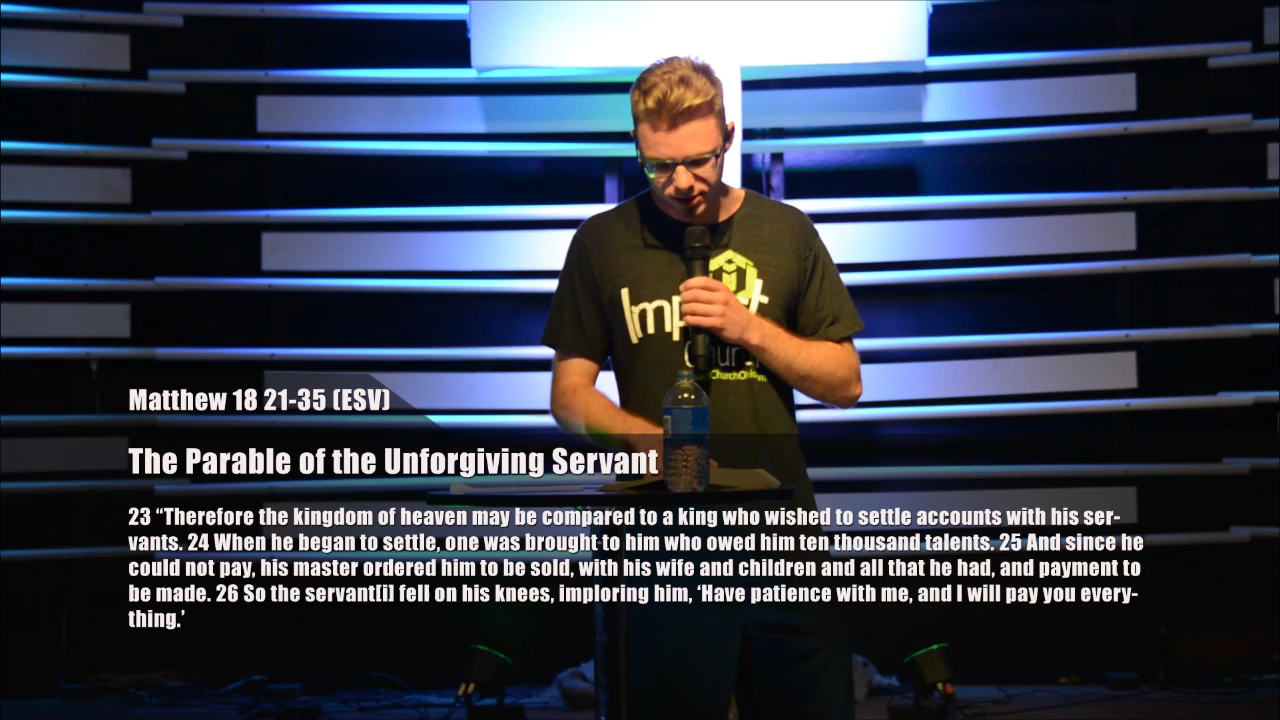 Matthew 18 21-35 (ESV)
The Parable of the Unforgiving Servant
23 “Therefore the kingdom of heaven may be compared to a king who wished to settle accounts with his ser-
vants. 24 When he began to settle, one was brought to him who owed him ten thousand talents. 25 And since he
could not pay, his master ordered him to be sold, with his wife and children and all that he had, and payment to
be made. 26 So the servant[i] fell on his knees, imploring him, ‘Have patience with me, and I will pay you every-
thing.’
Church